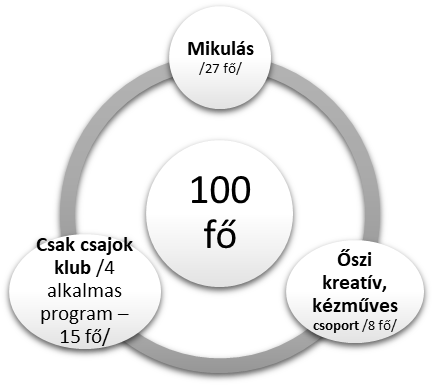 Mikulás
/27 fő/
100
fő
Csak csajok
klub /4
alkalmas
program –
15 fő/
Őszi
kreatív,
kézműves
csoport /8 fő/